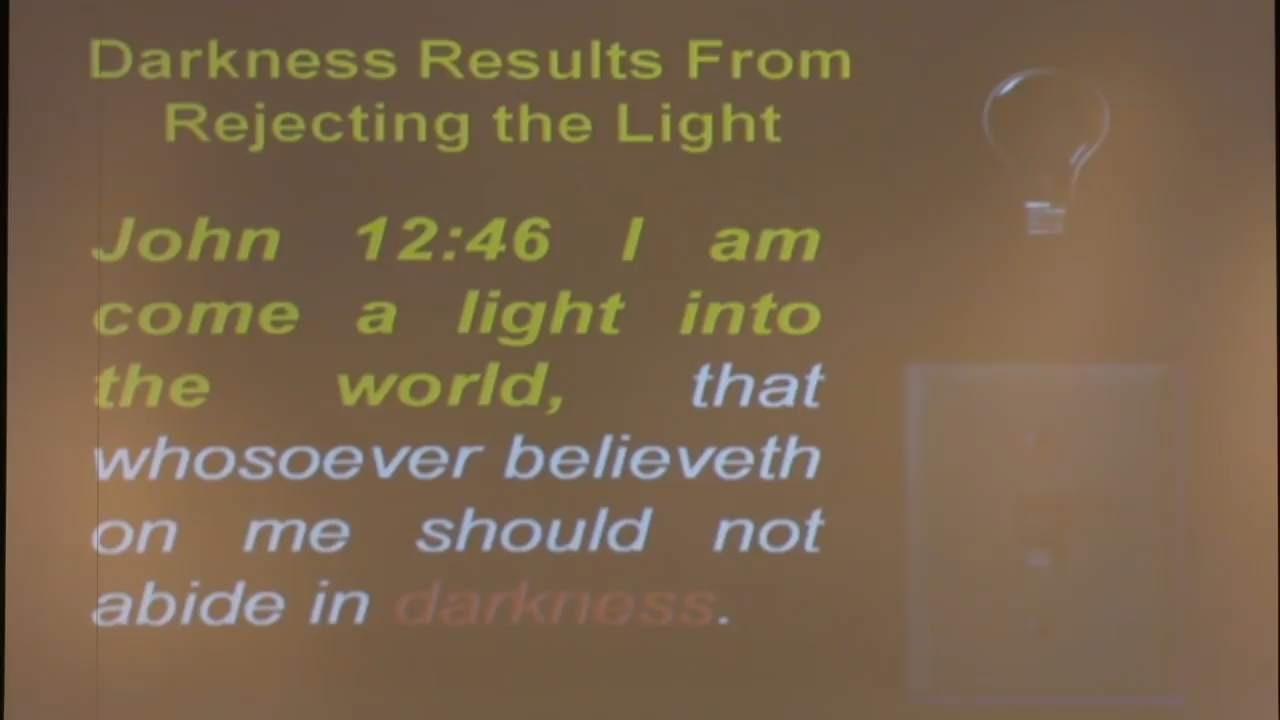 Darkness Results From
Rejecting the Light
John 12:46 I am
come a light into
the world, that
whosoever believeth
on me should not
abide in darkness.